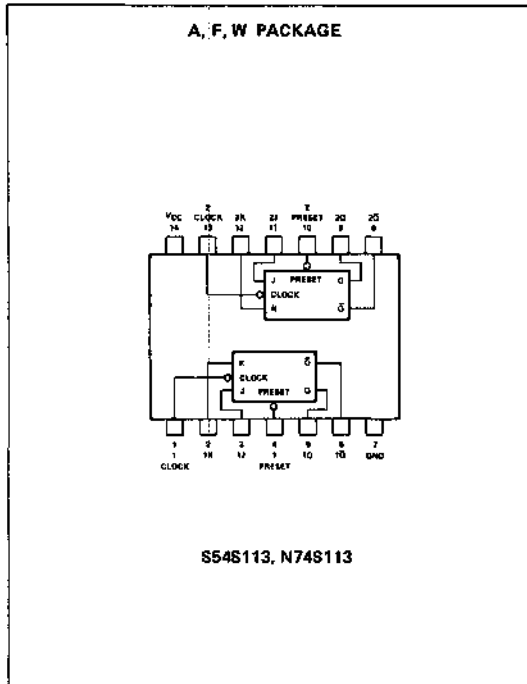 A, F, W PACKAGE
VCC 2 CLOCK 2K 2J 2 PRESET 2Q 2Q̅
14 13 12 11 10 9 8
J PRESET Q
CLOCK
K Q̅
K Q̅
CLOCK
J PRESET Q
1 2 3 4 5 6 7
1 CLOCK 1K 1J 1 PRESET 1Q 1Q̅ GND
S54S113, N74S113